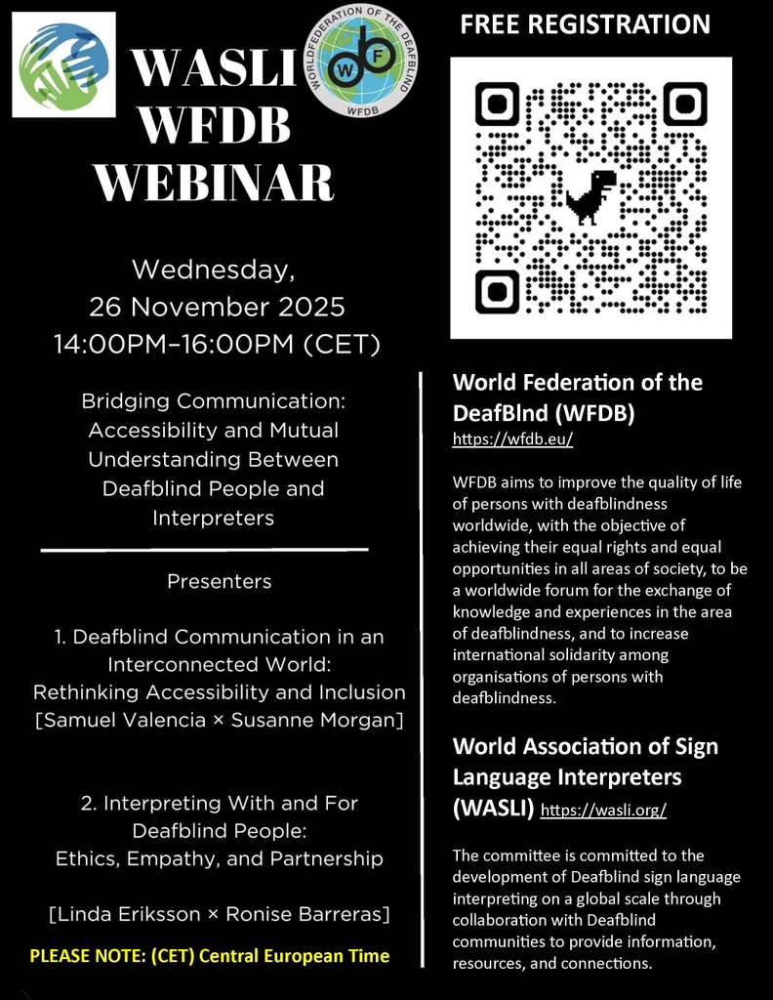 WASLI
WFDB
WEBINAR
WORLDFEDERATION OF THE DEAFBLIND
WFDB
W
db
F
FREE REGISTRATION
Wednesday,
26 November 2025
14:00PM–16:00PM (CET)
Bridging Communication:
Accessibility and Mutual
Understanding Between
Deafblind People and
Interpreters
Presenters
1. Deafblind Communication in an
Interconnected World:
Rethinking Accessibility and Inclusion
[Samuel Valencia × Susanne Morgan]
2. Interpreting With and For
Deafblind People:
Ethics, Empathy, and Partnership
[Linda Eriksson × Ronise Barreras]
PLEASE NOTE: (CET) Central European Time
World Federation of the
DeafBlnd (WFDB)
https://wfdb.eu/
WFDB aims to improve the quality of life
of persons with deafblindness
worldwide, with the objective of
achieving their equal rights and equal
opportunities in all areas of society, to be
a worldwide forum for the exchange of
knowledge and experiences in the area
of deafblindness, and to increase
international solidarity among
organisations of persons with
deafblindness.
World Association of Sign
Language Interpreters
(WASLI) https://wasli.org/
The committee is committed to the
development of Deafblind sign language
interpreting on a global scale through
collaboration with Deafblind
communities to provide information,
resources, and connections.